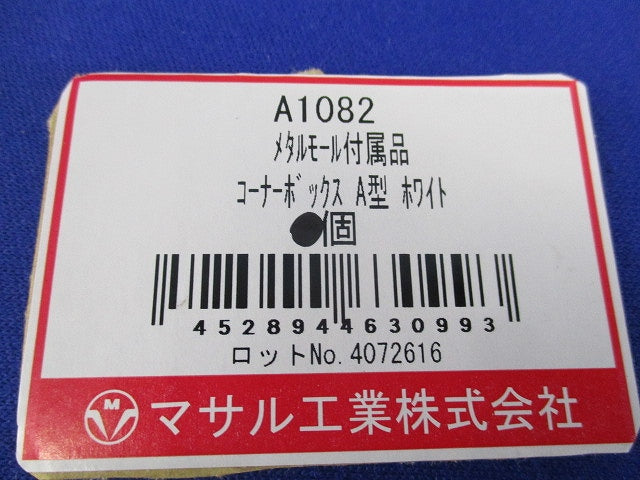 A1082
ﾒﾀﾙﾓｰﾙ付属品
ｺｰﾅｰﾎﾞｯｸｽ A型 ﾎﾜｲﾄ
個
4528944630993
ロットNo.4072616
M マサル工業株式会社